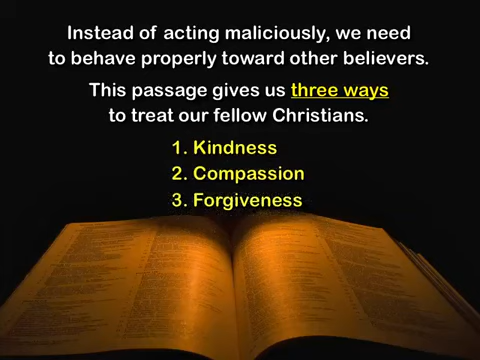 Instead of acting maliciously, we need
to behave properly toward other believers.
This passage gives us three ways
to treat our fellow Christians.
1. Kindness
2. Compassion
3. Forgiveness